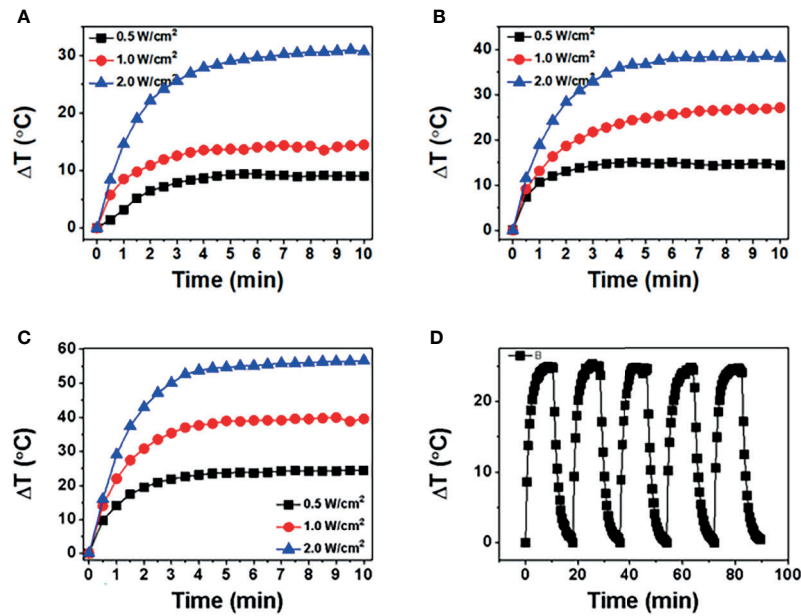 A
0.5 W/cm²
1.0 W/cm²
2.0 W/cm²
30
20
10
0
ΔT (°C)
0 1 2 3 4 5 6 7 8 9 10
Time (min)
B
0.5 W/cm²
1.0 W/cm²
2.0 W/cm²
40
30
20
10
0
ΔT (°C)
0 1 2 3 4 5 6 7 8 9 10
Time (min)
C
60
50
40
30
20
10
0
ΔT (°C)
0.5 W/cm²
1.0 W/cm²
2.0 W/cm²
0 1 2 3 4 5 6 7 8 9 10
Time (min)
D
B
20
10
0
ΔT (°C)
0 20 40 60 80 100
Time (min)